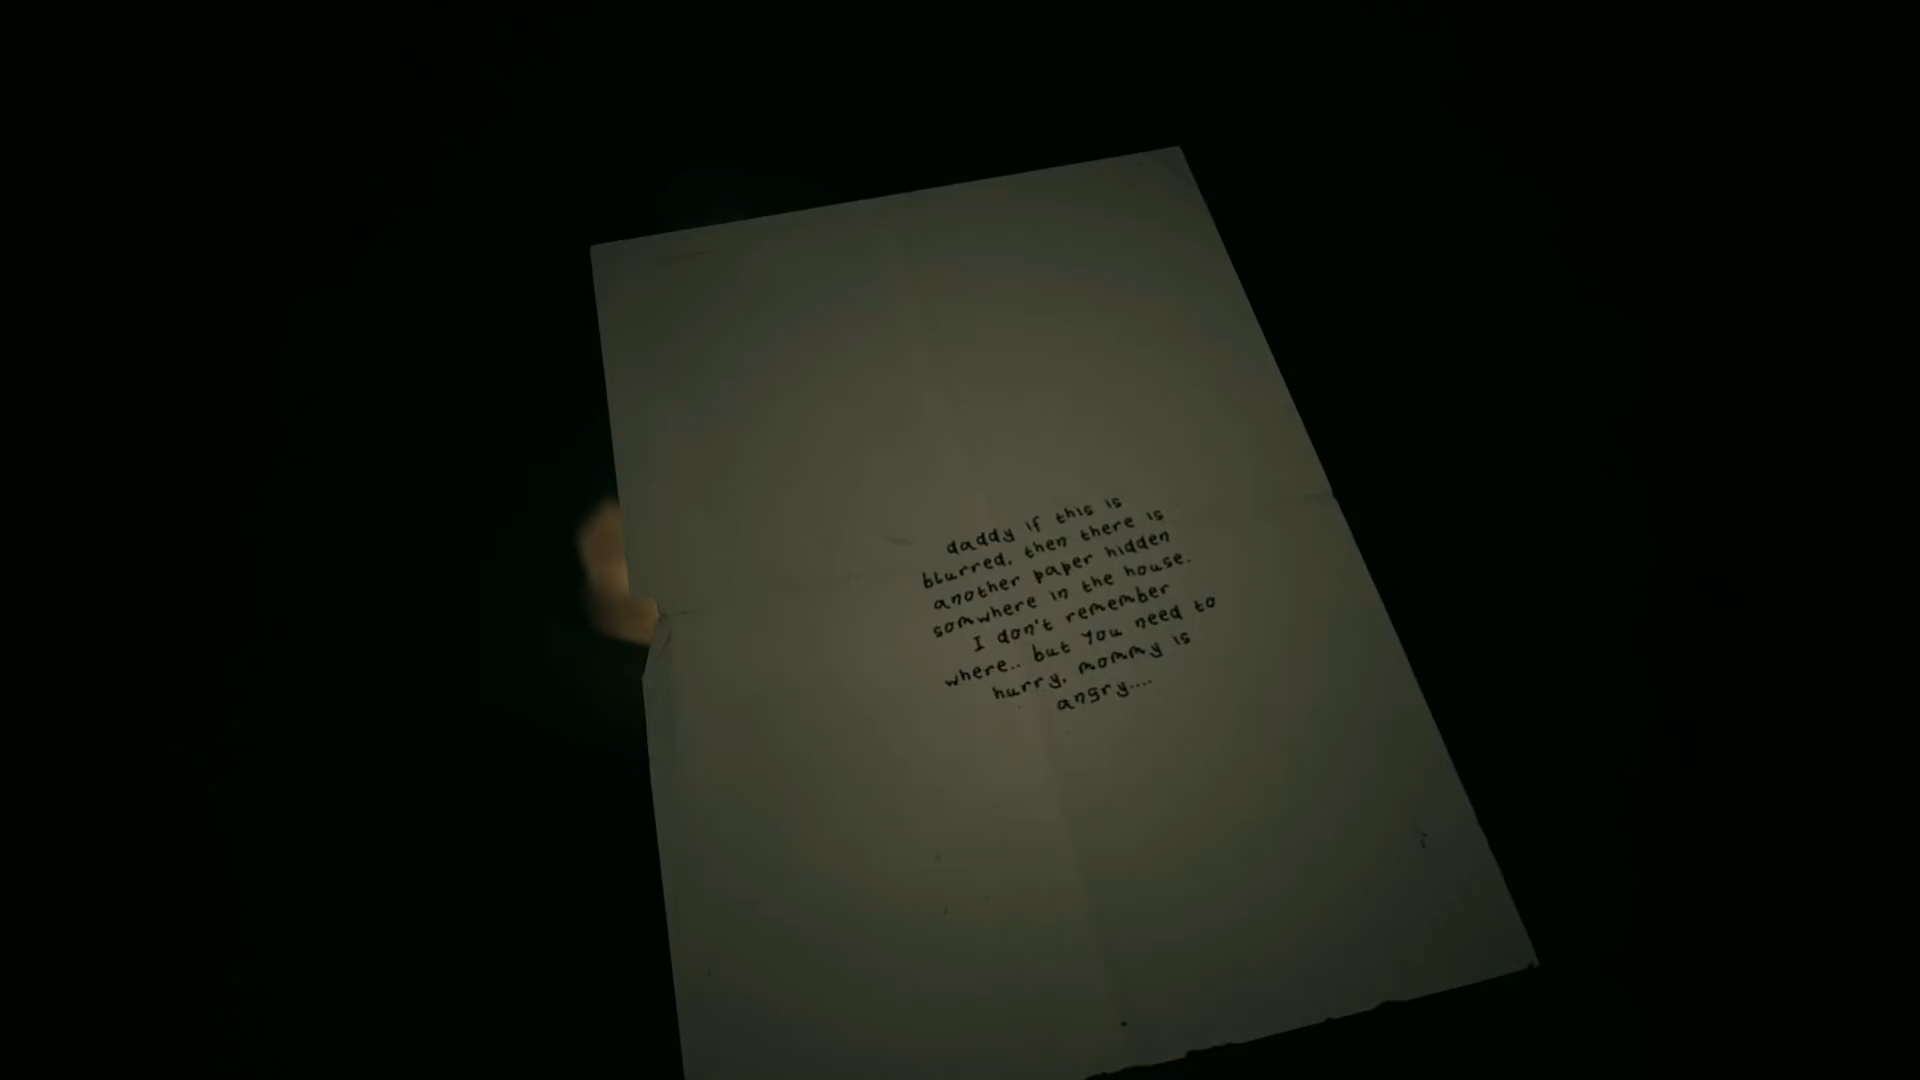 daddy if this is
blurred, then there is
another paper hidden
somwhere in the house.
I don't remember
where.. but You need to
hurry, mommy is
angry....